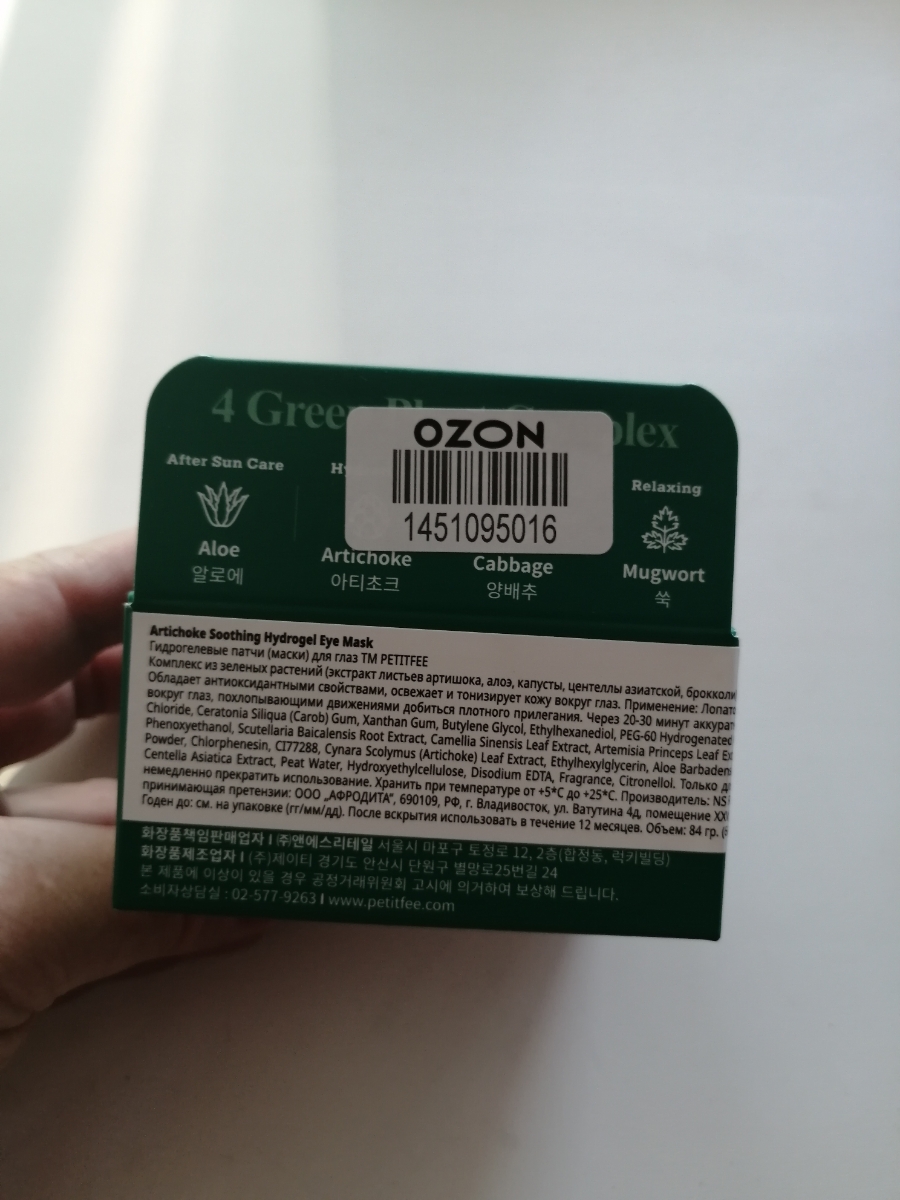 4 Green
plex
OZON
1451095016
After Sun Care
Hy
Relaxing
Aloe
알로에
Artichoke
아티초크
Cabbage
양배추
Mugwort
쑥
Artichoke Soothing Hydrogel Eye Mask
Гидрогелевые патчи (маски) для глаз ТМ PETITFEE
Комплекс из зеленых растений (экстракт листьев артишока, алоэ, капусты, центеллы азиатской, брокколи
Обладает антиоксидантными свойствами, освежает и тонизирует кожу вокруг глаз. Применение: Лопат
вокруг глаз, похлопывающими движениями добиться плотного прилегания. Через 20-30 минут аккурат
Chloride, Ceratonia Siliqua (Carob) Gum, Xanthan Gum, Butylene Glycol, Ethylhexanediol, PEG-60 Hydrogenated
Phenoxyethanol, Scutellaria Baicalensis Root Extract, Camellia Sinensis Leaf Extract, Artemisia Princeps Leaf Ex
Powder, Chlorphenesin, CI77288, Cynara Scolymus (Artichoke) Leaf Extract, Ethylhexylglycerin, Aloe Barbaden
Centella Asiatica Extract, Peat Water, Hydroxyethylcellulose, Disodium EDTA, Fragrance, Citronellol. Только д
немедленно прекратить использование. Хранить при температуре от +5*C до +25*C. Производитель: NS
принимающая претензии: ООО „АФРОДИТА”, 690109, РФ, г. Владивосток, ул. Ватутина 4д, помещение XX
Годен до: см. на упаковке (гг/мм/дд). После вскрытия использовать в течение 12 месяцев. Объем: 84 гр. (
화장품책임판매업자 I ㈜앤에스리테일 서울시 마포구 토정로 12, 2층(합정동, 럭키빌딩)
화장품제조업자 I (주)제이티 경기도 안산시 단원구 별망로25번길 24
본 제품에 이상이 있을 경우 공정거래위원회 고시에 의거하여 보상해 드립니다.
소비자상담실 : 02-577-9263 I www.petitfee.com